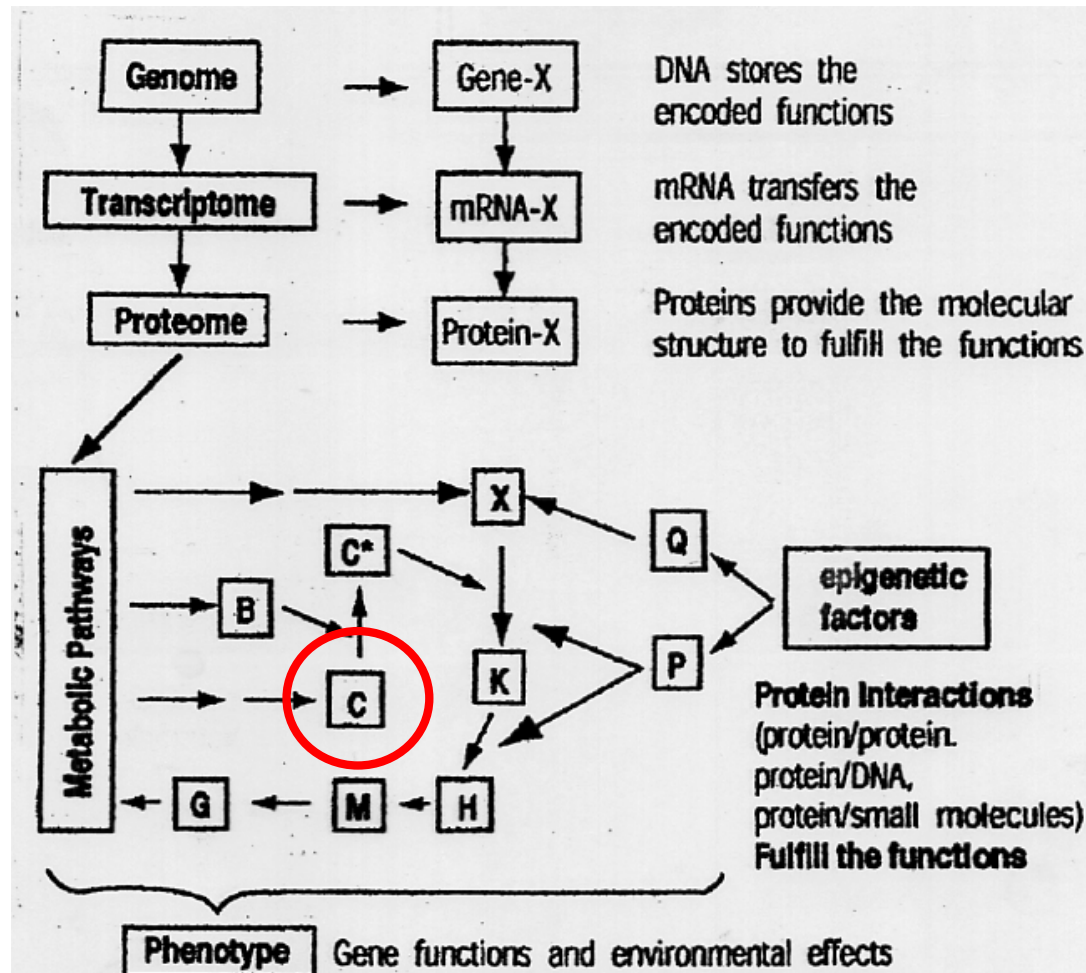 Genome
Gene-X
DNA stores the
encoded functions
Transcriptome
mRNA-X
mRNA transfers the
encoded functions
Proteome
Protein-X
Proteins provide the molecular
structure to fulfill the functions
Metabolic Pathways
X
C*
Q
B
epigenetic
factors
C
K
P
G
M
H
Protein Interactions
(protein/protein.
protein/DNA,
protein/small molecules)
Fulfill the functions
Phenotype
Gene functions and environmental effects